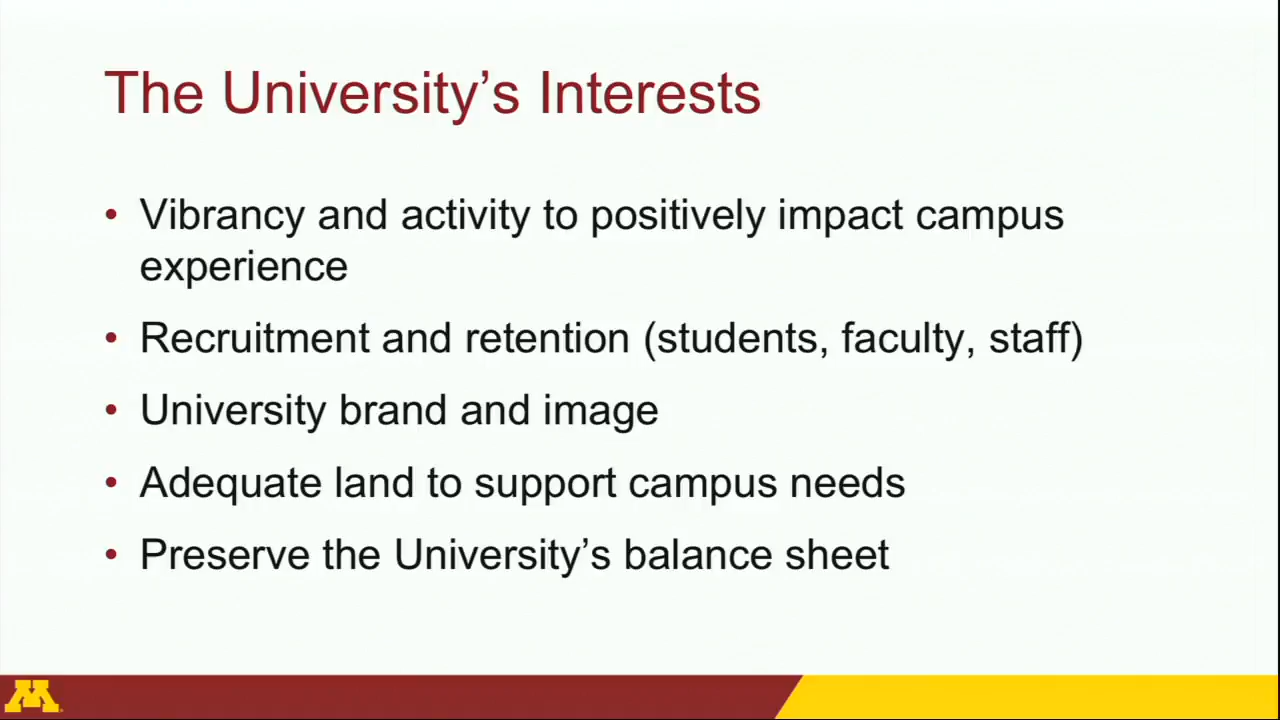 The University’s Interests
• Vibrancy and activity to positively impact campus
experience
• Recruitment and retention (students, faculty, staff)
• University brand and image
• Adequate land to support campus needs
• Preserve the University’s balance sheet
M